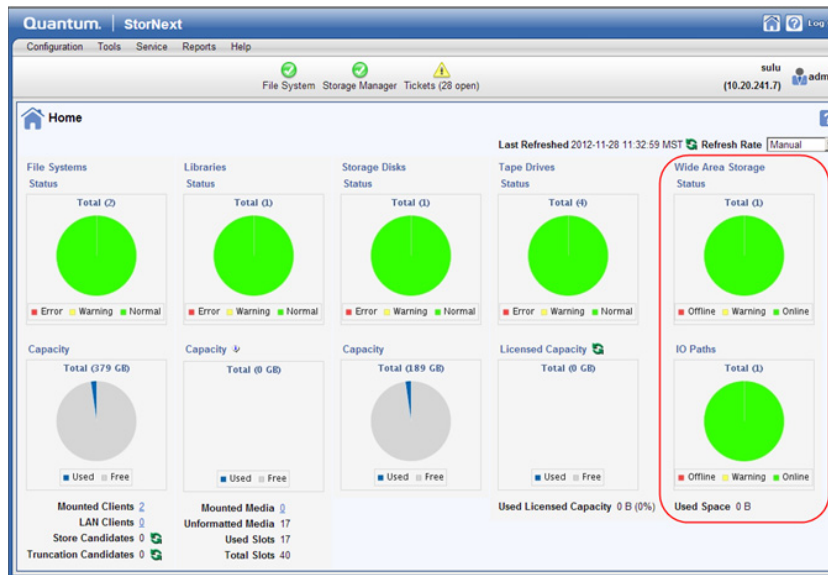 Quantum. | StorNext
Log
Configuration Tools Service Reports Help
File System Storage Manager Tickets (28 open)
sulu
(10.20.241.7)
adm
Home
Last Refreshed 2012-11-28 11:32:59 MST Refresh Rate Manual
File Systems
Status
Total (2)
Error Warning Normal
Libraries
Status
Total (1)
Error Warning Normal
Storage Disks
Status
Total (1)
Error Warning Normal
Tape Drives
Status
Total (4)
Error Warning Normal
Wide Area Storage
Status
Total (1)
Offline Warning Online
Capacity
Total (379 GB)
Used Free
Capacity
Total (0 GB)
Used Free
Capacity
Total (189 GB)
Used Free
Licensed Capacity
Total (0 GB)
Used Free
IO Paths
Total (1)
Offline Warning Online
Mounted Clients 2
LAN Clients 0
Store Candidates 0
Truncation Candidates 0
Mounted Media 0
Unformatted Media 17
Used Slots 17
Total Slots 40
Used Licensed Capacity 0 B (0%)
Used Space 0 B